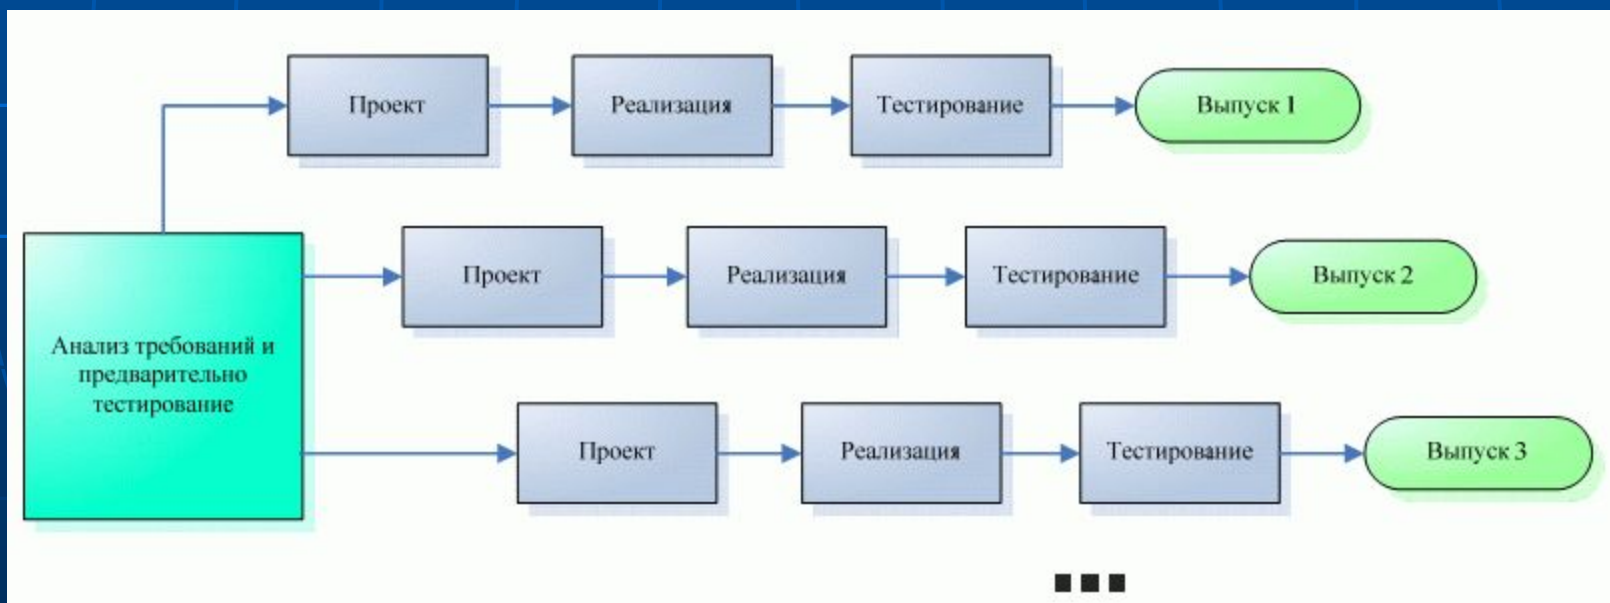 Проект
Реализация
Тестирование
Выпуск 1
Проект
Реализация
Тестирование
Выпуск 2
Анализ требований и
предварительно
тестирование
Проект
Реализация
Тестирование
Выпуск 3